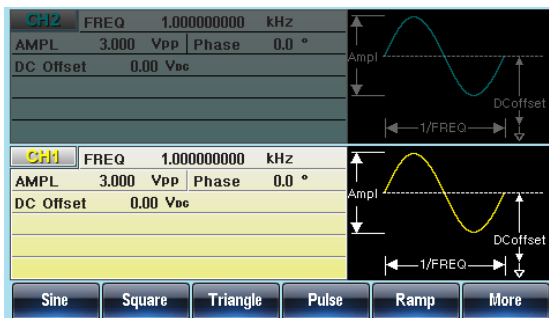 CH2 FREQ 1.000000000 kHz
AMPL 3.000 Vpp Phase 0.0 °
DC Offset 0.00 VDC
Ampl
DCoffset
1/FREQ
CH1 FREQ 1.000000000 kHz
AMPL 3.000 Vpp Phase 0.0 °
DC Offset 0.00 VDC
Ampl
DCoffset
1/FREQ
Sine Square Triangle Pulse Ramp More